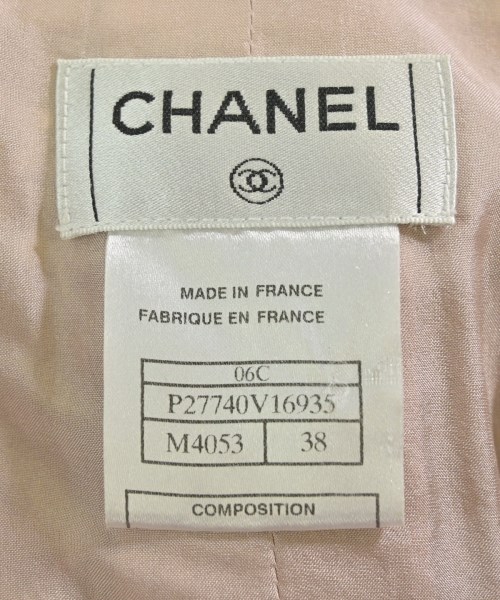 CHANEL
MADE IN FRANCE
FABRIQUE EN FRANCE
06C
P27740V16935
M4053 38
COMPOSITION